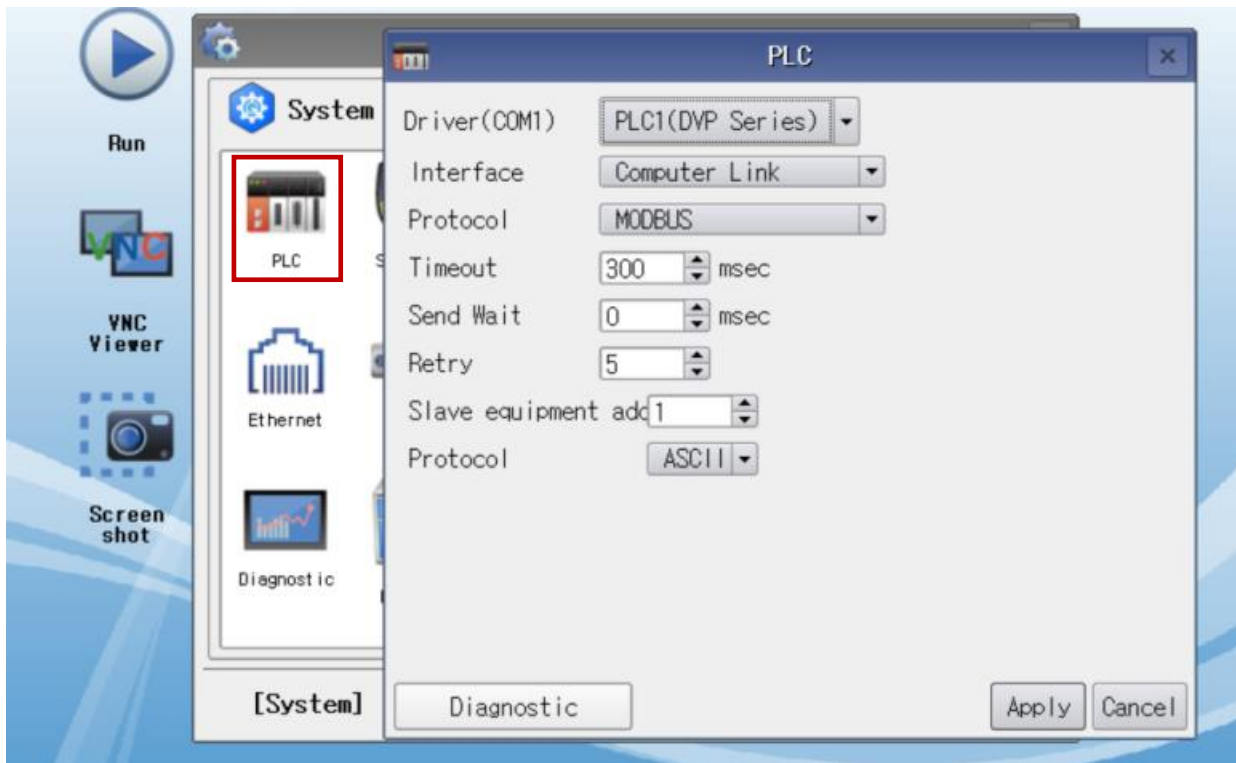 Run
VNC
Viewer
Screen
shot
System
PLC
S
Ethernet
Diagnostic
[System]
PLC
Driver(COM1) PLC1(DVP Series)
Interface Computer Link
Protocol MODBUS
Timeout 300 msec
Send Wait 0 msec
Retry 5
Slave equipment add 1
Protocol ASCII
Diagnostic Apply Cancel